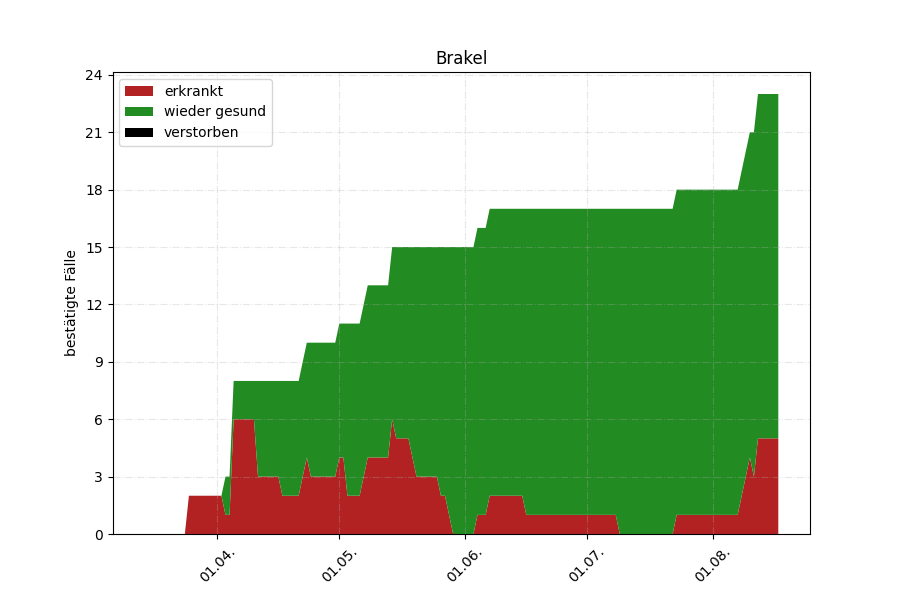 Brakel
erkrankt
wieder gesund
verstorben
bestätigte Fälle
24
21
18
15
12
9
6
3
0
01.04.
01.05.
01.06.
01.07.
01.08.